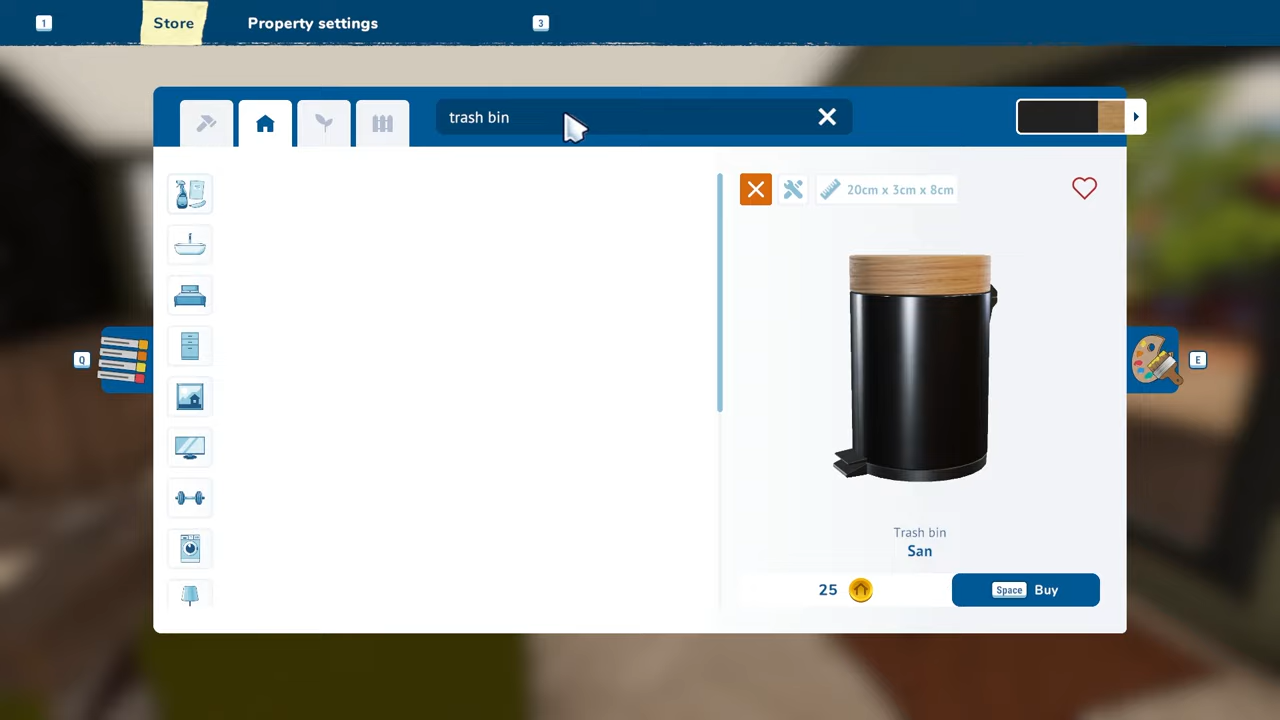 1
Store
Property settings
3
trash bin
20cm x 3cm x 8cm
Q
E
Trash bin
San
25
Space Buy